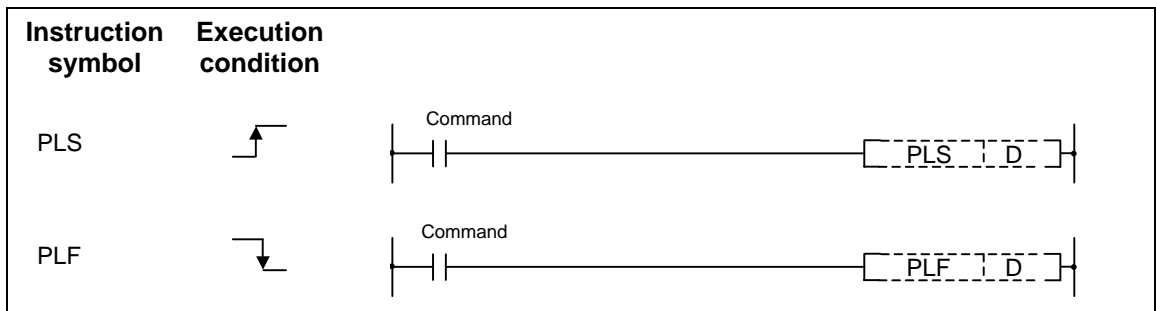 Instruction symbol
Execution condition
PLS
Command
PLS D
PLF
Command
PLF D